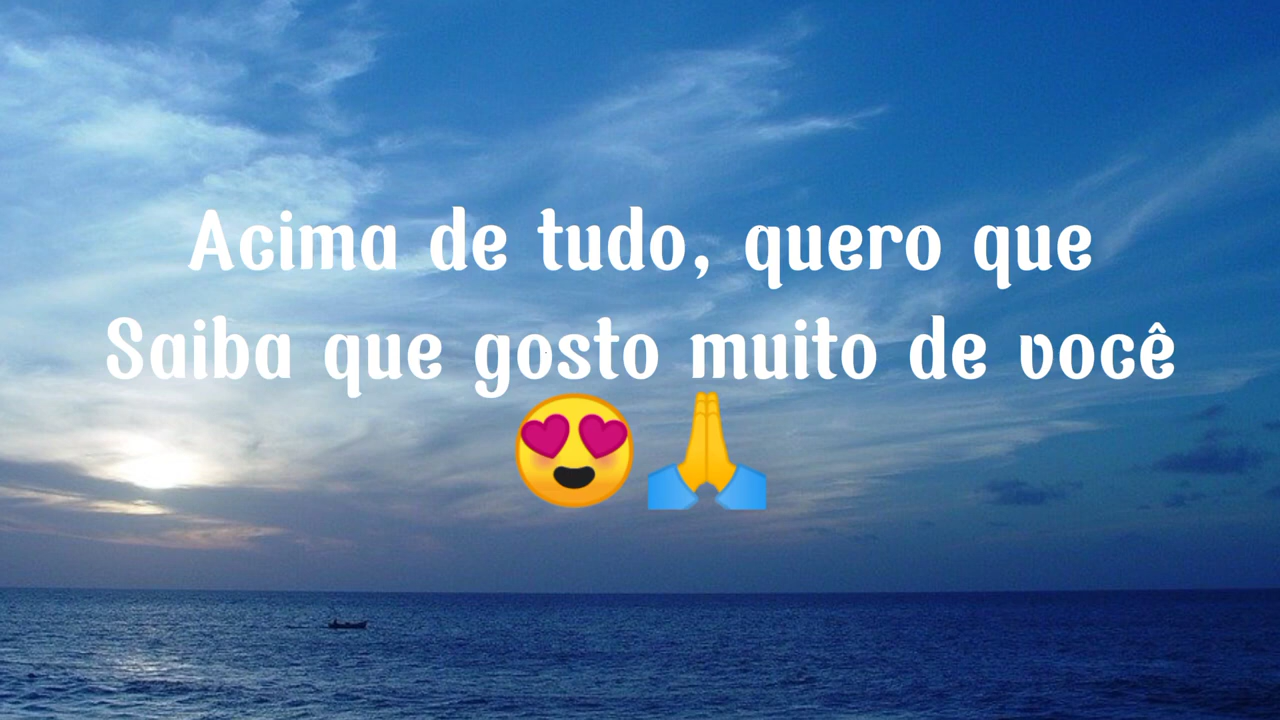 Acima de tudo, quero que
Saiba que gosto muito de você
😍🙏